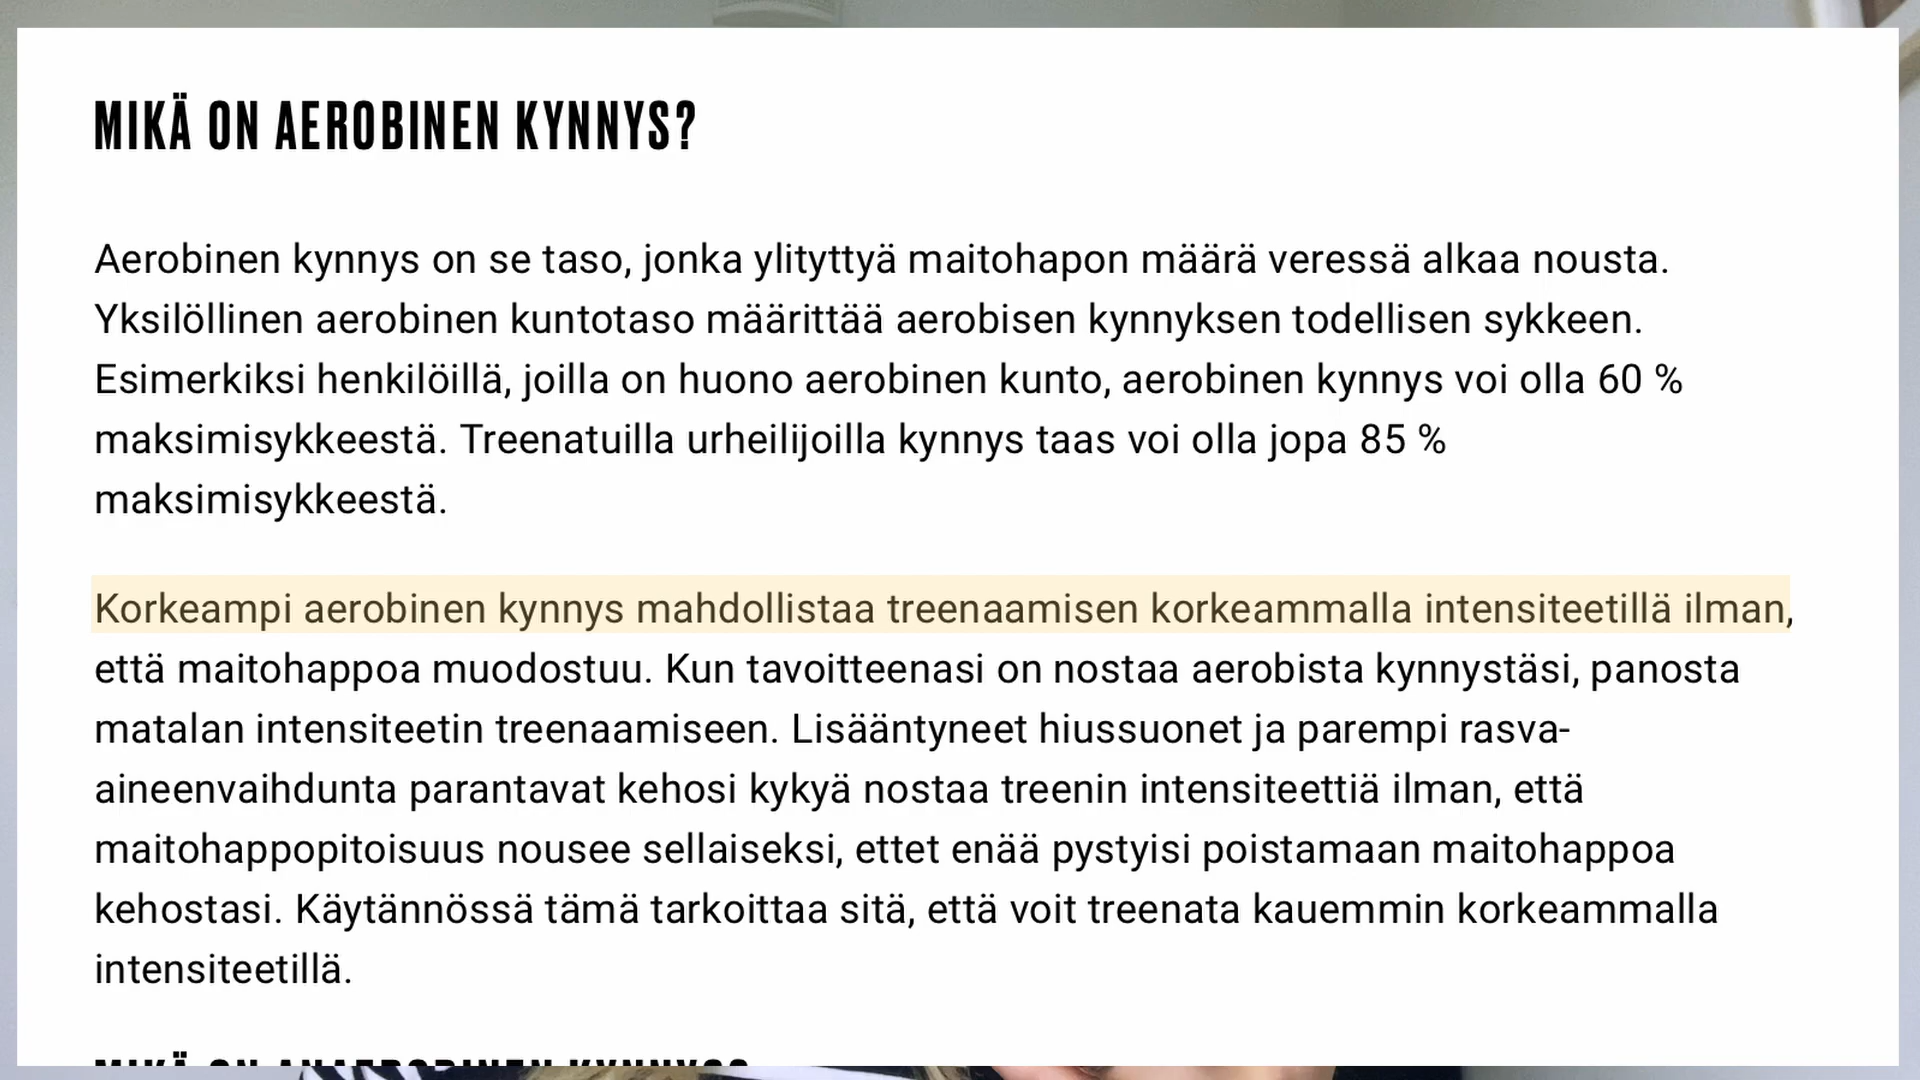 MIKÄ ON AEROBINEN KYNNYS?
Aerobinen kynnys on se taso, jonka ylityttyä maitohapon määrä veressä alkaa nousta.
Yksilöllinen aerobinen kuntotaso määrittää aerobisen kynnyksen todellisen sykkeen.
Esimerkiksi henkilöillä, joilla on huono aerobinen kunto, aerobinen kynnys voi olla 60 %
maksimisykkeestä. Treenatuilla urheilijoilla kynnys taas voi olla jopa 85 %
maksimisykkeestä.
Korkeampi aerobinen kynnys mahdollistaa treenaamisen korkeammalla intensiteetillä ilman,
että maitohappoa muodostuu. Kun tavoitteenasi on nostaa aerobista kynnystäsi, panosta
matalan intensiteetin treenaamiseen. Lisääntyneet hiussuonet ja parempi rasva-
aineenvaihdunta parantavat kehosi kykyä nostaa treenin intensiteettiä ilman, että
maitohappopitoisuus nousee sellaiseksi, ettet enää pystyisi poistamaan maitohappoa
kehostasi. Käytännössä tämä tarkoittaa sitä, että voit treenata kauemmin korkeammalla
intensiteetillä.
MIKÄ ON ANAEROBINEN KYNNYS?